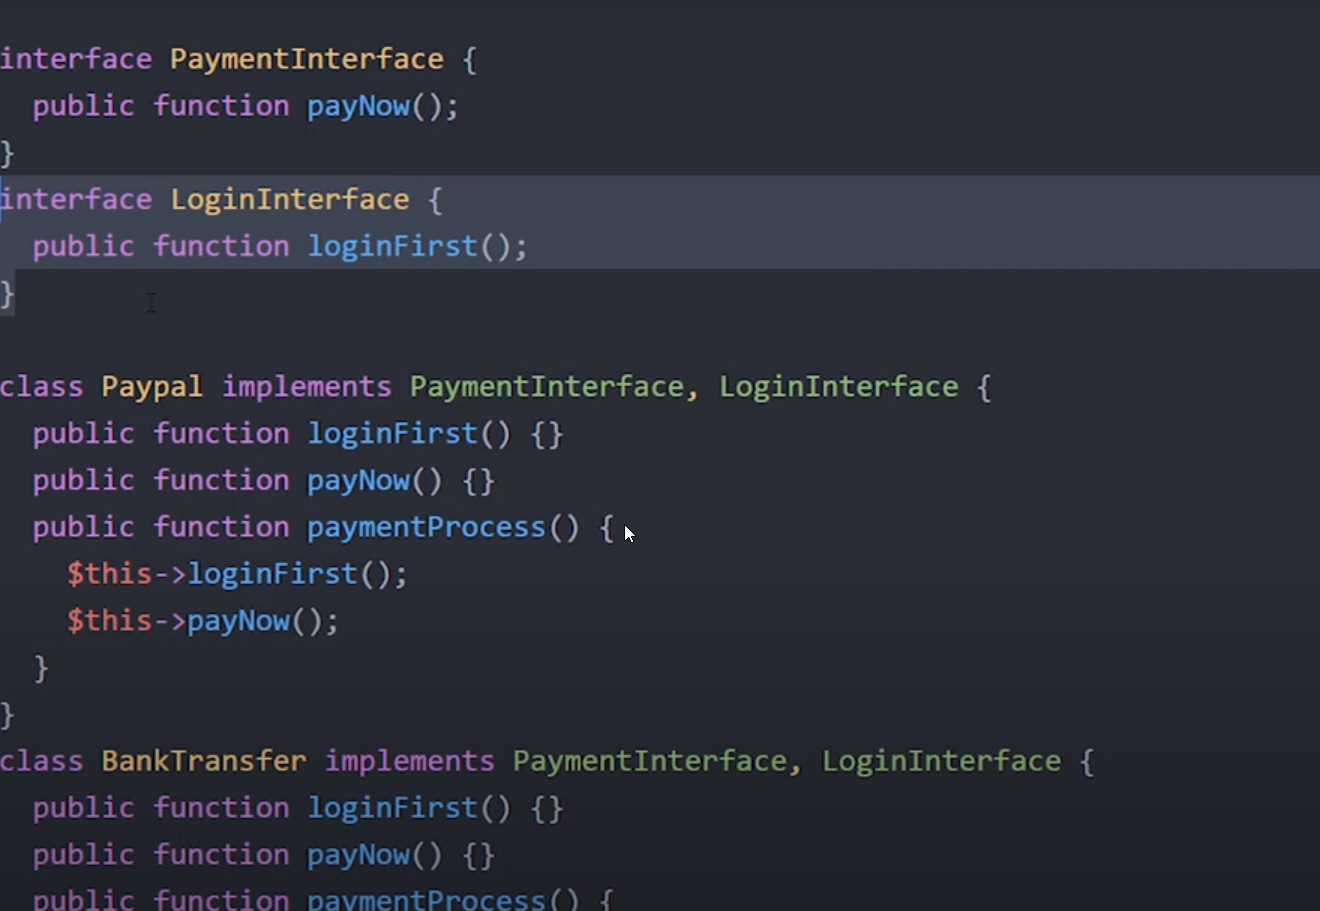 interface PaymentInterface {
  public function payNow();
}
interface LoginInterface {
  public function loginFirst();
}

class Paypal implements PaymentInterface, LoginInterface {
  public function loginFirst() {}
  public function payNow() {}
  public function paymentProcess() {
    $this->loginFirst();
    $this->payNow();
  }
}
class BankTransfer implements PaymentInterface, LoginInterface {
  public function loginFirst() {}
  public function payNow() {}
  public function paymentProcess() {